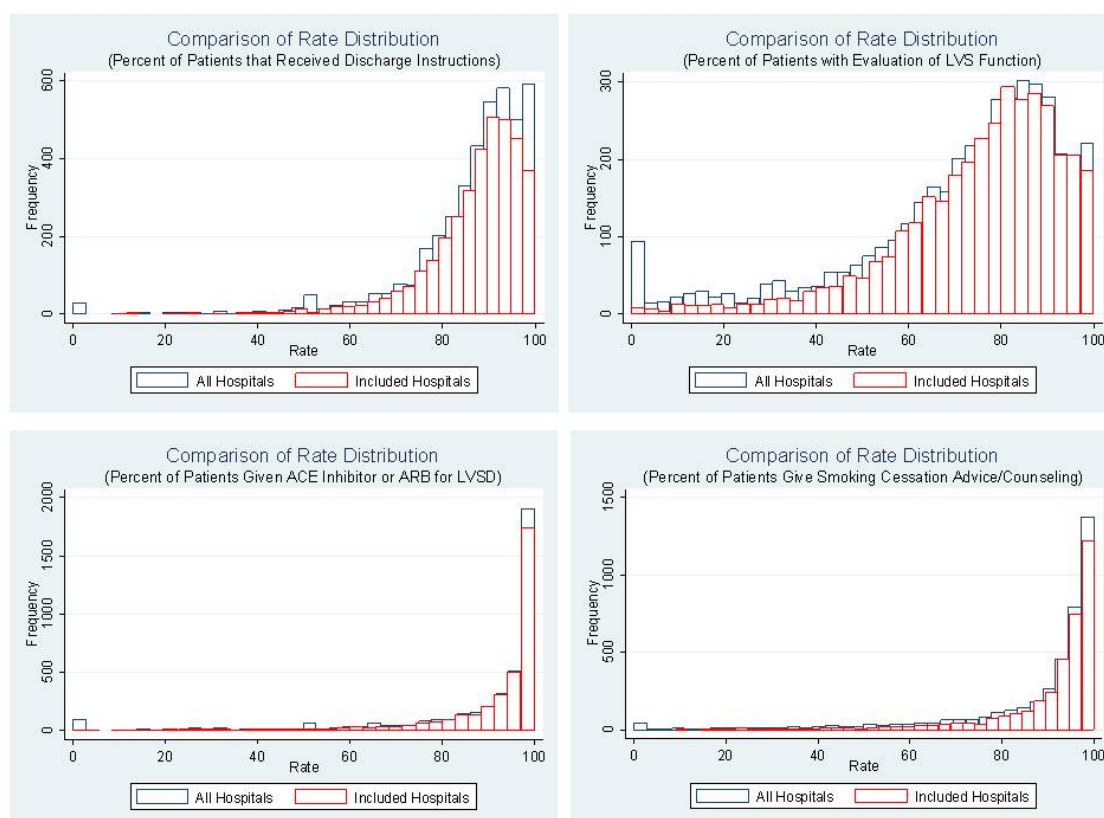 Comparison of Rate Distribution
(Percent of Patients that Received Discharge Instructions)
Frequency
0
200
400
600
0 20 40 60 80 100
Rate
All Hospitals Included Hospitals
Comparison of Rate Distribution
(Percent of Patients with Evaluation of LVS Function)
Frequency
0
100
200
300
0 20 40 60 80 100
Rate
All Hospitals Included Hospitals
Comparison of Rate Distribution
(Percent of Patients Given ACE Inhibitor or ARB for LVSD)
Frequency
0
500
1000
1500
2000
0 20 40 60 80 100
Rate
All Hospitals Included Hospitals
Comparison of Rate Distribution
(Percent of Patients Give Smoking Cessation Advice/Counseling)
Frequency
0
500
1000
1500
0 20 40 60 80 100
Rate
All Hospitals Included Hospitals